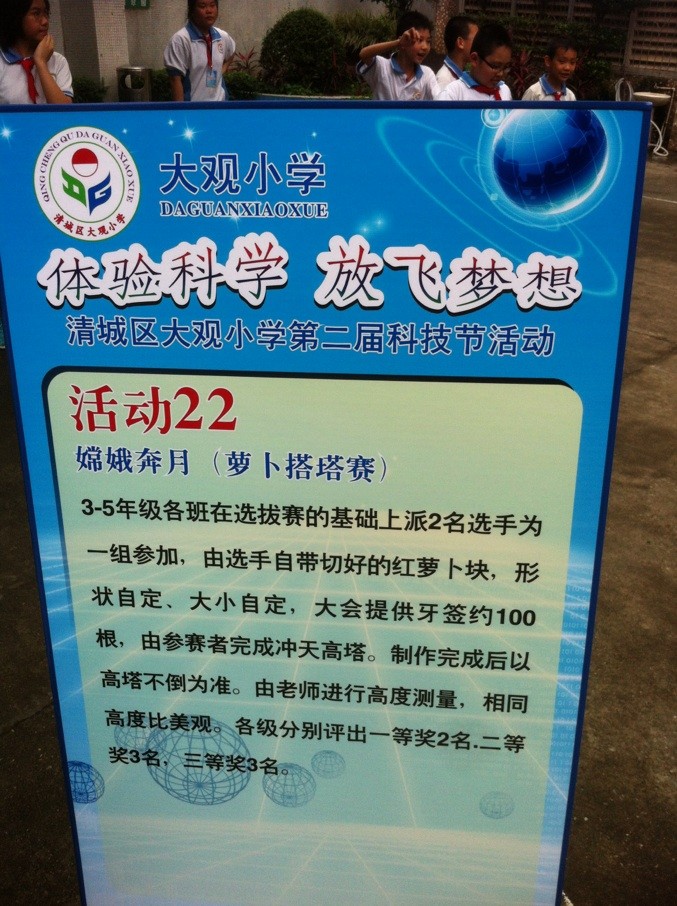 QING CHENG QU DA GUAN XIAO XUE
DG
清城区大观小学
大观小学
DAGUANXIAOXUE
体验科学 放飞梦想
清城区大观小学第二届科技节活动
活动22
嫦娥奔月（萝卜搭塔赛）
3-5年级各班在选拔赛的基础上派2名选手为
一组参加，由选手自带切好的红萝卜块，形
状自定、大小自定，大会提供牙签约100
根，由参赛者完成冲天高塔。制作完成后以
高塔不倒为准。由老师进行高度测量，相同
高度比美观。各级分别评出一等奖2名.二等
奖3名，三等奖3名。